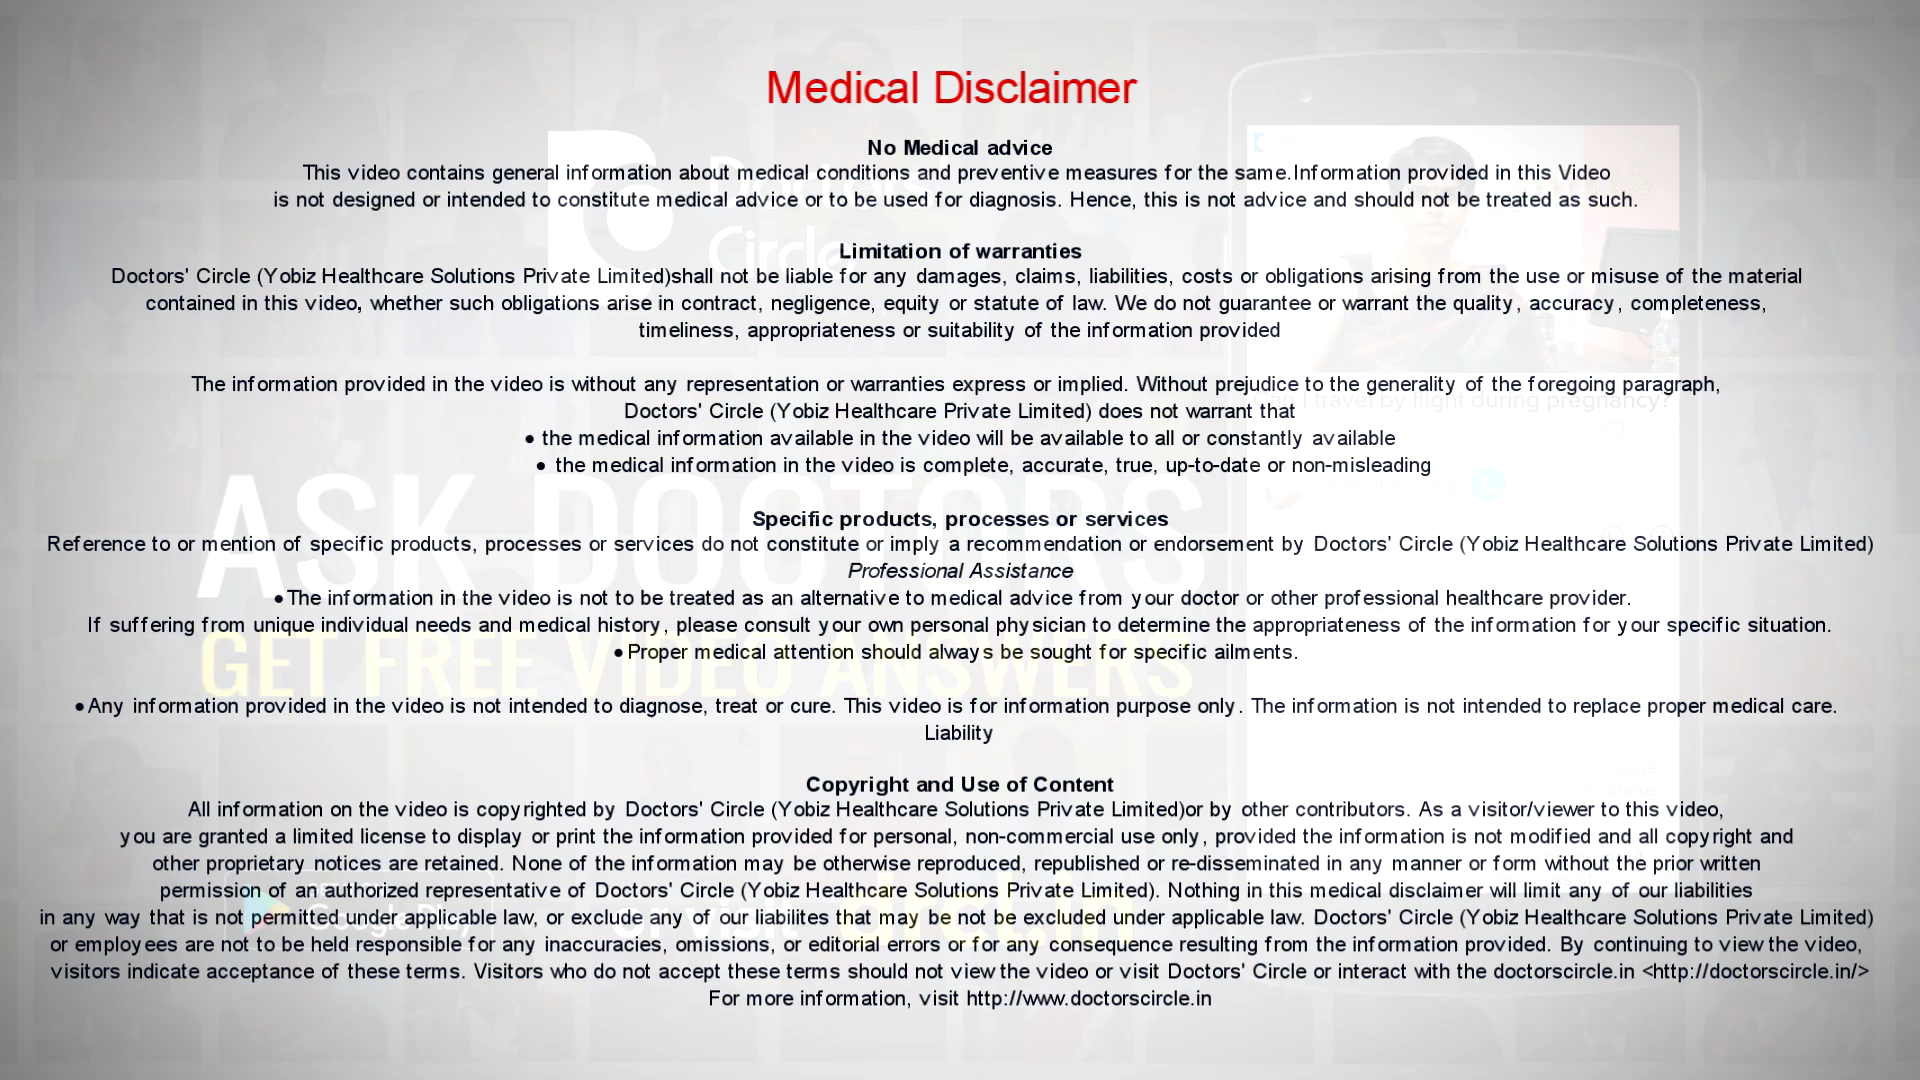 Medical Disclaimer
No Medical advice
This video contains general information about medical conditions and preventive measures for the same.Information provided in this Video
is not designed or intended to constitute medical advice or to be used for diagnosis. Hence, this is not advice and should not be treated as such.
Doctors'
Circle
Limitation of warranties
Doctors' Circle (Yobiz Healthcare Solutions Private Limited)shall not be liable for any damages, claims, liabilities, costs or obligations arising from the use or misuse of the material
contained in this video, whether such obligations arise in contract, negligence, equity or statute of law. We do not guarantee or warrant the quality, accuracy, completeness,
timeliness, appropriateness or suitability of the information provided
The information provided in the video is without any representation or warranties express or implied. Without prejudice to the generality of the foregoing paragraph,
Can I travel by flight during pregnancy?
Doctors' Circle (Yobiz Healthcare Private Limited) does not warrant that
• the medical information available in the video will be available to all or constantly available
• the medical information in the video is complete, accurate, true, up-to-date or non-misleading
ASK DOCTORS
Specific products, processes or services
Reference to or mention of specific products, processes or services do not constitute or imply a recommendation or endorsement by Doctors' Circle (Yobiz Healthcare Solutions Private Limited)
Professional Assistance
•The information in the video is not to be treated as an alternative to medical advice from your doctor or other professional healthcare provider.
If suffering from unique individual needs and medical history, please consult your own personal physician to determine the appropriateness of the information for your specific situation.
•Proper medical attention should always be sought for specific ailments.
GET FREE VIDEO ANSWERS
•Any information provided in the video is not intended to diagnose, treat or cure. This video is for information purpose only. The information is not intended to replace proper medical care.
Liability
Copyright and Use of Content
All information on the video is copyrighted by Doctors' Circle (Yobiz Healthcare Solutions Private Limited)or by other contributors. As a visitor/viewer to this video,
you are granted a limited license to display or print the information provided for personal, non-commercial use only, provided the information is not modified and all copyright and
other proprietary notices are retained. None of the information may be otherwise reproduced, republished or re-disseminated in any manner or form without the prior written
permission of an authorized representative of Doctors' Circle (Yobiz Healthcare Solutions Private Limited). Nothing in this medical disclaimer will limit any of our liabilities
in any way that is not permitted under applicable law, or exclude any of our liabilites that may be not be excluded under applicable law. Doctors' Circle (Yobiz Healthcare Solutions Private Limited)
Google Play
or visit drcl.in
or employees are not to be held responsible for any inaccuracies, omissions, or editorial errors or for any consequence resulting from the information provided. By continuing to view the video,
visitors indicate acceptance of these terms. Visitors who do not accept these terms should not view the video or visit Doctors' Circle or interact with the doctorscircle.in <http://doctorscircle.in/>
For more information, visit http://www.doctorscircle.in